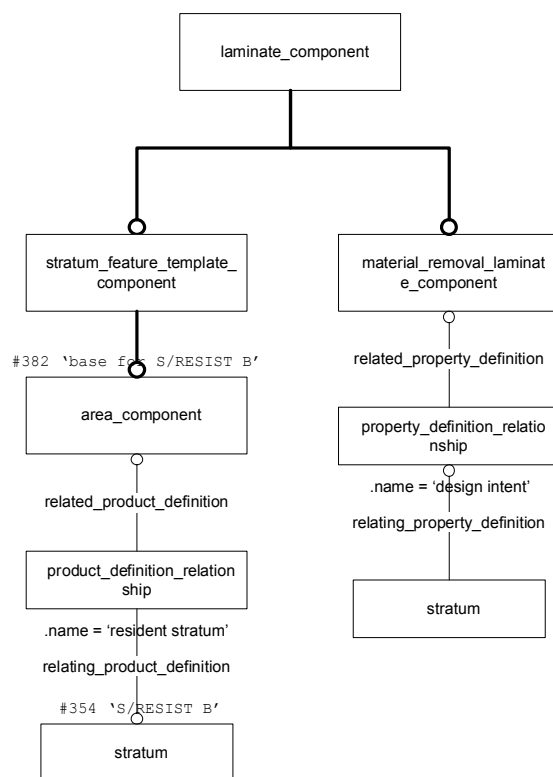 laminate_component
stratum_feature_template_
component
material_removal_laminat
e_component
#382 ‘base for S/RESIST B’
related_property_definition
area_component
property_definition_relatio
nship
.name = ‘design intent’
related_product_definition
relating_property_definition
product_definition_relation
ship
stratum
.name = ‘resident stratum’
relating_product_definition
#354 ‘S/RESIST B’
stratum